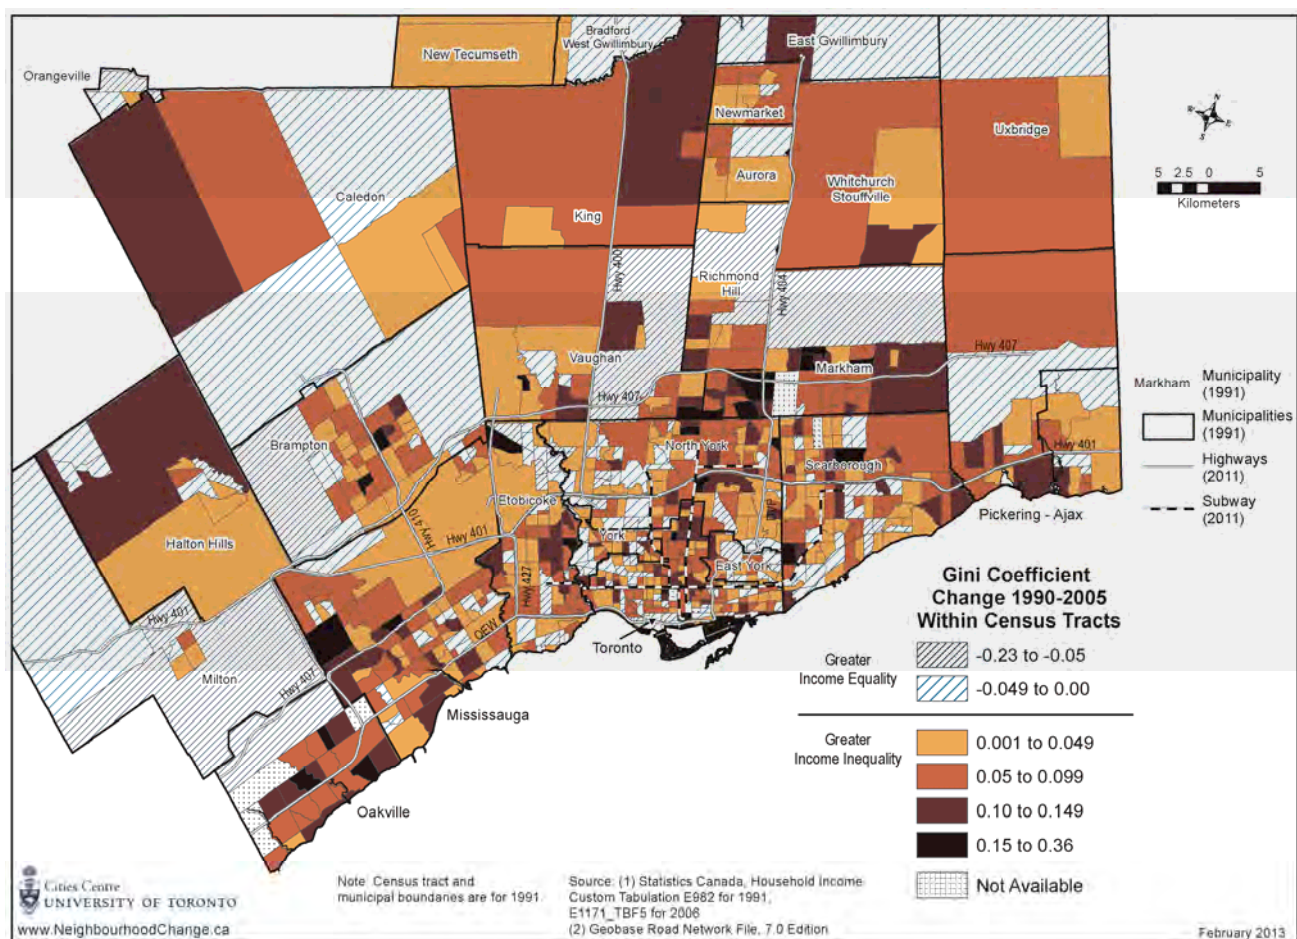 Bradford
West Gwillimbury
East Gwillimbury
New Tecumseth
Orangeville
Newmarket
Uxbridge
Aurora
Whitchurch
Stouffville
Caledon
King
N
W
E
S
5 2.5 0 5
Kilometers
Hwy 400
Richmond
Hill
Hwy 404
Vaughan
Hwy 407
Markham
Hwy 407
Brampton
North York
Scarborough
Hwy 401
Etobicoke
Hwy 410
Hwy 401
York
DVP
Pickering - Ajax
Halton Hills
Hwy 427
East York
Hwy 401
QEW
Toronto
Milton
Hwy 407
Mississauga
Oakville
Markham
Municipality
(1991)
Municipalities
(1991)
Highways
(2011)
Subway
(2011)
Gini Coefficient
Change 1990-2005
Within Census Tracts
Greater
Income Equality
-0.23 to -0.05
-0.049 to 0.00
Greater
Income Inequality
0.001 to 0.049
0.05 to 0.099
0.10 to 0.149
0.15 to 0.36
Not Available
Cities Centre
UNIVERSITY OF TORONTO
www.NeighbourhoodChange.ca
Note: Census tract and
municipal boundaries are for 1991.
Source: (1) Statistics Canada, Household Income
Custom Tabulation E982 for 1991,
E1171_TBF5 for 2006
(2) Geobase Road Network File, 7.0 Edition
February 2013